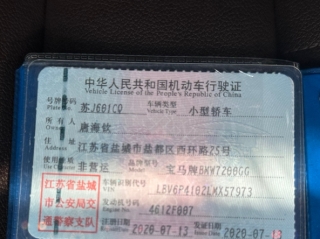 中华人民共和国机动车行驶证
Vehicle License of the People's Republic of China
号牌号码 苏J601CQ 车辆类型 小型轿车
Plate No. Vehicle Type
所有人 唐海钦
Owner
住址 江苏省盐城市盐都区西环路25号
Address
使用性质 非营运 品牌型号 宝马牌BMW7200GG
Use Character Model
江苏省盐城市公安局交通警察支队
车辆识别代号 LBV6P4102LMX57973
VIN
发动机号码 4612F007
Engine No.
注册日期 2020-07-13 发证日期 2020-07-13